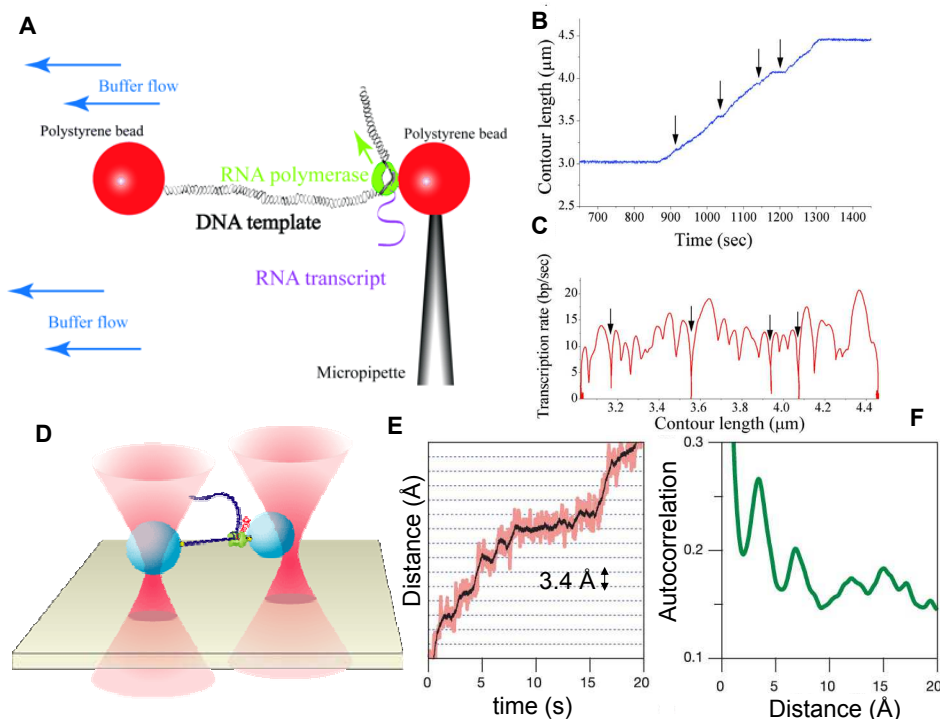 A
Buffer flow
Buffer flow
Polystyrene bead
Polystyrene bead
RNA polymerase
DNA template
RNA transcript
Buffer flow
Micropipette
B
Contour length (µm)
4.5
4.0
3.5
3.0
2.5
700 800 900 1000 1100 1200 1300 1400
Time (sec)
C
Transcription rate (bp/sec)
20
15
10
5
0
3.2 3.4 3.6 3.8 4.0 4.2 4.4
Contour length (µm)
D
E
Distance (Å)
3.4 Å
0 5 10 15 20
time (s)
F
Autocorrelation
0.3
0.2
0.1
0 5 10 15 20
Distance (Å)